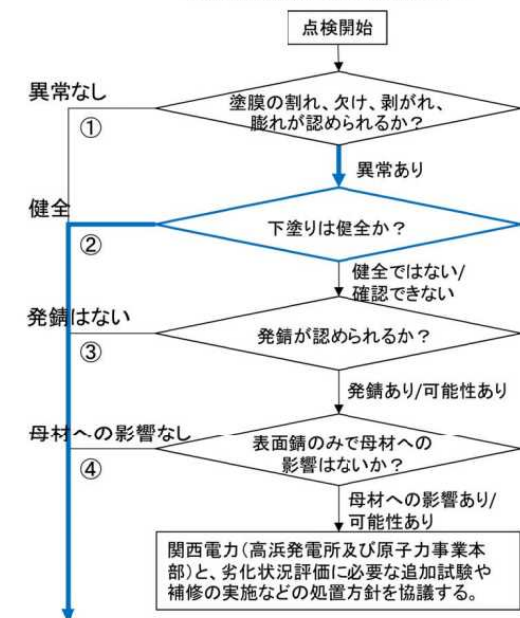 点検開始
異常なし
①
塗膜の割れ、欠け、剥がれ、
膨れが認められるか？
異常あり
健全
②
下塗りは健全か？
健全ではない/
確認できない
発錆はない
③
発錆が認められるか？
発錆あり/可能性あり
母材への影響なし
④
表面錆のみで母材への
影響はないか？
母材への影響あり/
可能性あり
関西電力（高浜発電所及び原子力事業本
部）と、劣化状況評価に必要な追加試験や
補修の実施などの処置方針を協議する。